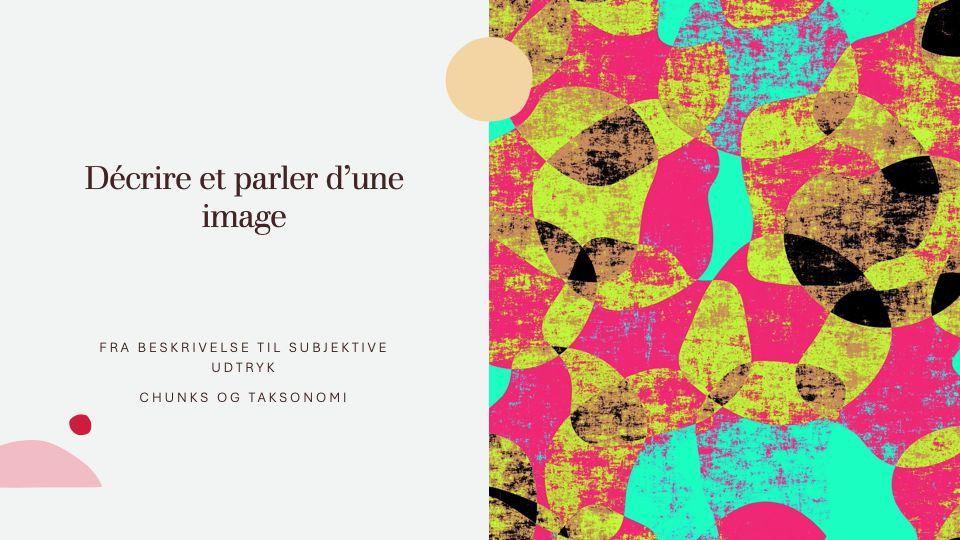 Décrire et parler d’une
image
FRA BESKRIVELSE TIL SUBJEKTIVE
UDTRYK
CHUNKS OG TAKSONOMI